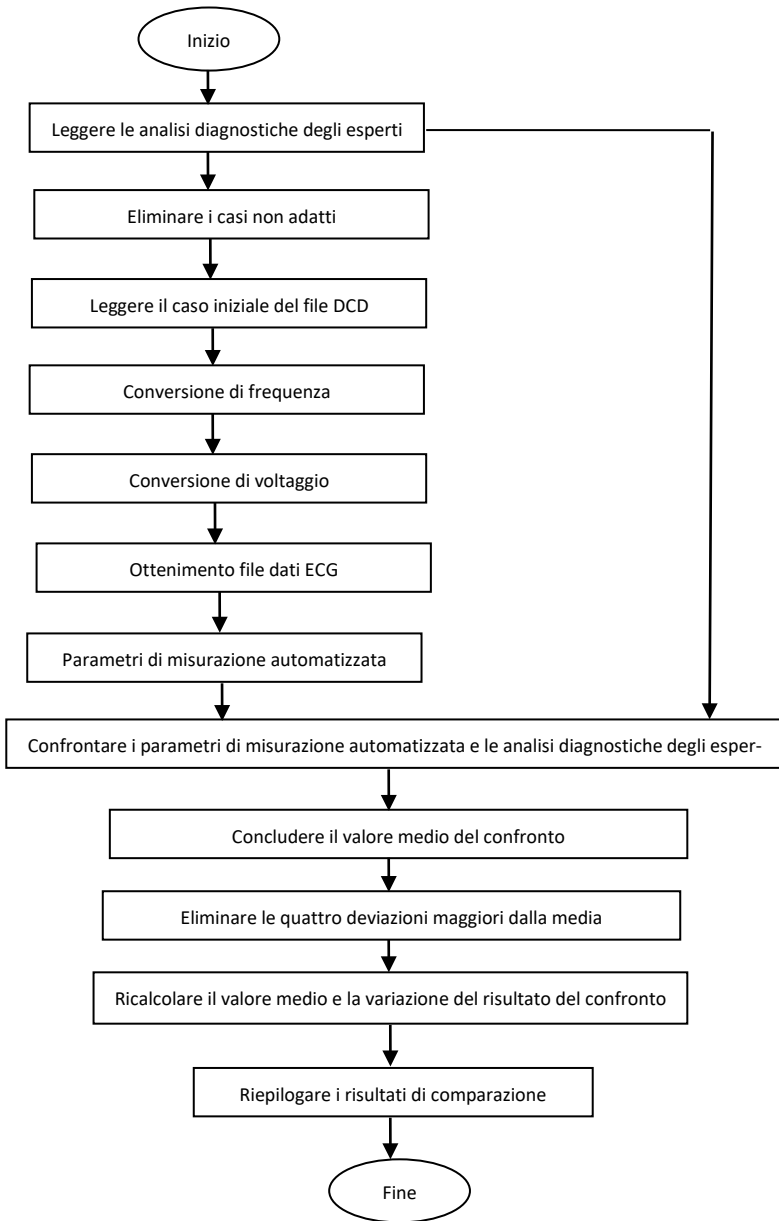 Inizio
Leggere le analisi diagnostiche degli esperti
Eliminare i casi non adatti
Leggere il caso iniziale del file DCD
Conversione di frequenza
Conversione di voltaggio
Ottenimento file dati ECG
Parametri di misurazione automatizzata
Confrontare i parametri di misurazione automatizzata e le analisi diagnostiche degli esper-
Concludere il valore medio del confronto
Eliminare le quattro deviazioni maggiori dalla media
Ricalcolare il valore medio e la variazione del risultato del confronto
Riepilogare i risultati di comparazione
Fine